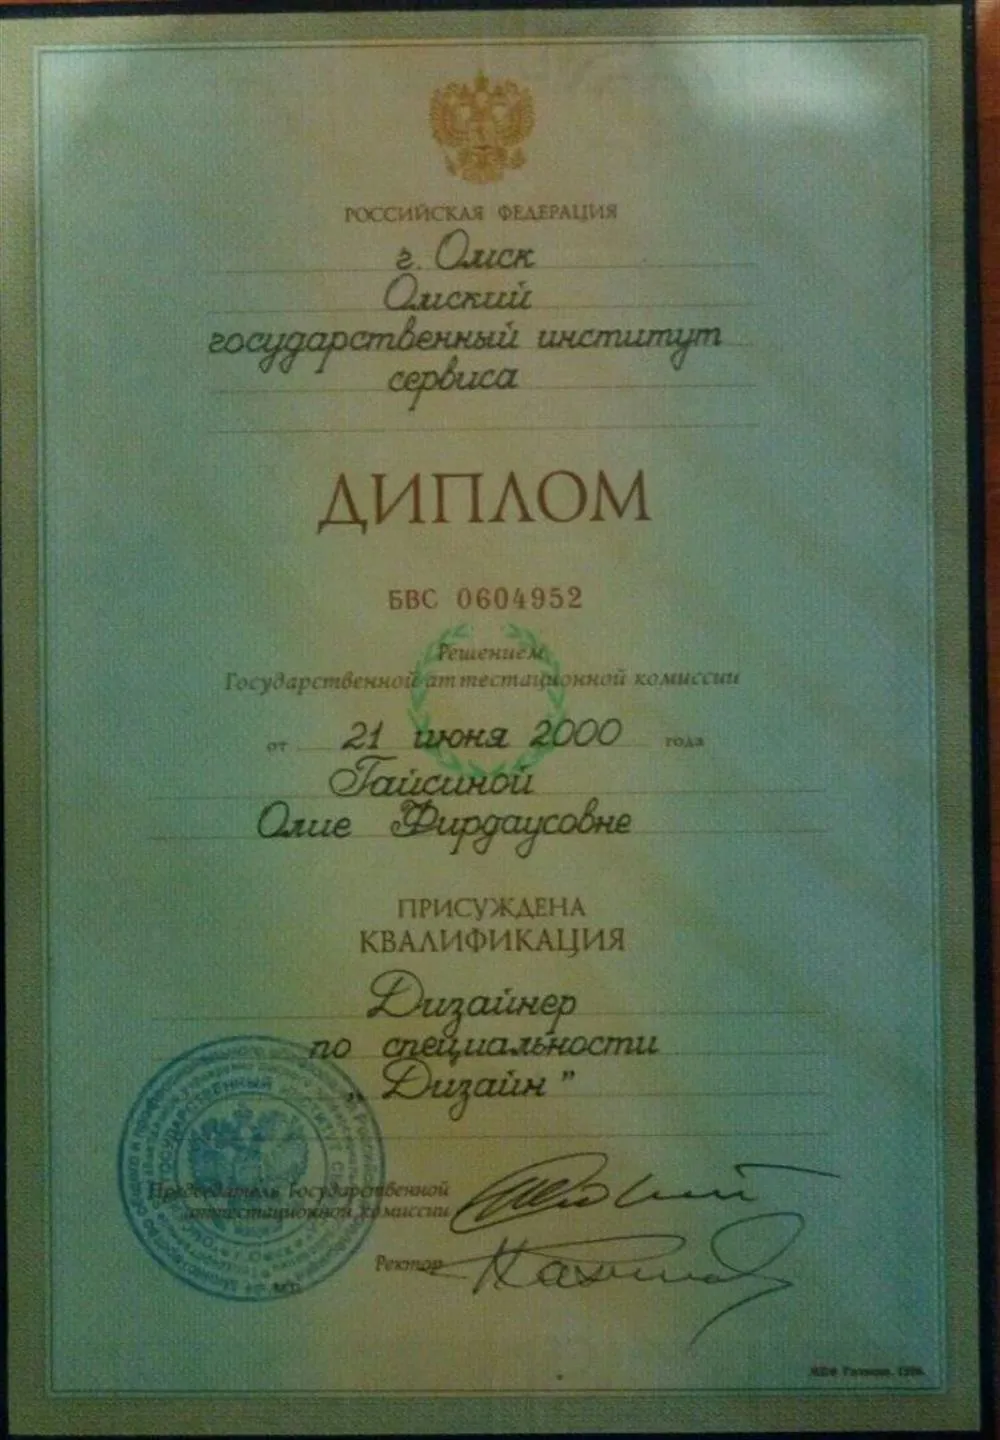 РОССИЙСКАЯ ФЕДЕРАЦИЯ
г. Омск
Омский
государственный институт
сервиса
ДИПЛОМ
БВС 0604952
Решением
Государственной аттестационной комиссии
от 21 июня 2000 года
Гайсиной
Олие Фирдаусовне
ПРИСУЖДЕНА
КВАЛИФИКАЦИЯ
Дизайнер
по специальности
„Дизайн”
Председатель Государственной
аттестационной комиссии
Ректор